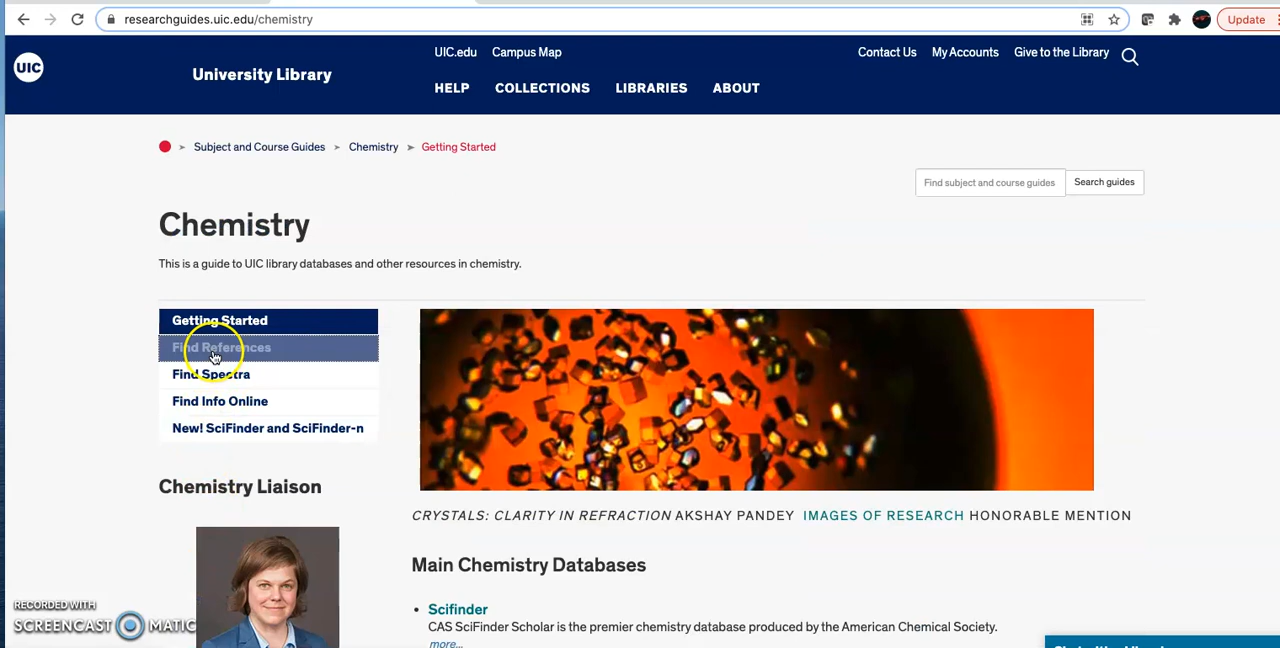 researchguides.uic.edu/chemistry
Update
UIC
University Library
UIC.edu Campus Map
Contact Us My Accounts Give to the Library
HELP COLLECTIONS LIBRARIES ABOUT
Subject and Course Guides > Chemistry > Getting Started
Find subject and course guides Search guides
Chemistry
This is a guide to UIC library databases and other resources in chemistry.
Getting Started
Find References
Find Spectra
Find Info Online
New! SciFinder and SciFinder-n
Chemistry Liaison
CRYSTALS: CLARITY IN REFRACTION AKSHAY PANDEY IMAGES OF RESEARCH HONORABLE MENTION
Main Chemistry Databases
• Scifinder
CAS SciFinder Scholar is the premier chemistry database produced by the American Chemical Society.
more...
RECORDED WITH
SCREENCAST MATIC